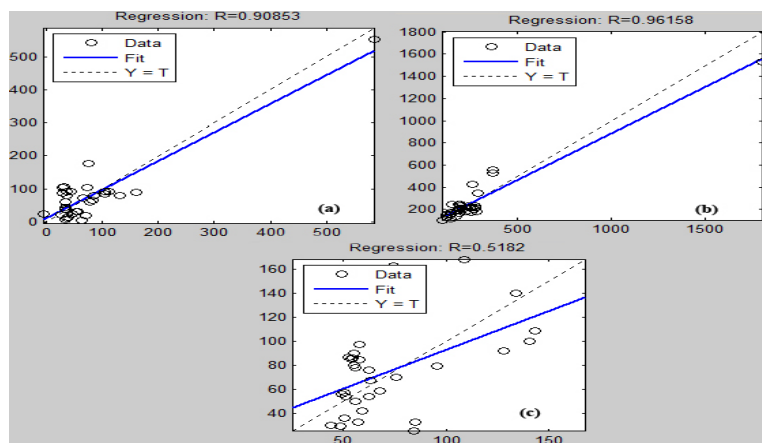 Regression: R=0.90853
Data
Fit
Y = T
500
400
300
200
100
0
0 100 200 300 400 500
(a)
Regression: R=0.96158
Data
Fit
Y = T
1800
1600
1400
1200
1000
800
600
400
200
500 1000 1500
(b)
Regression: R=0.5182
Data
Fit
Y = T
160
140
120
100
80
60
40
50 100 150
(c)